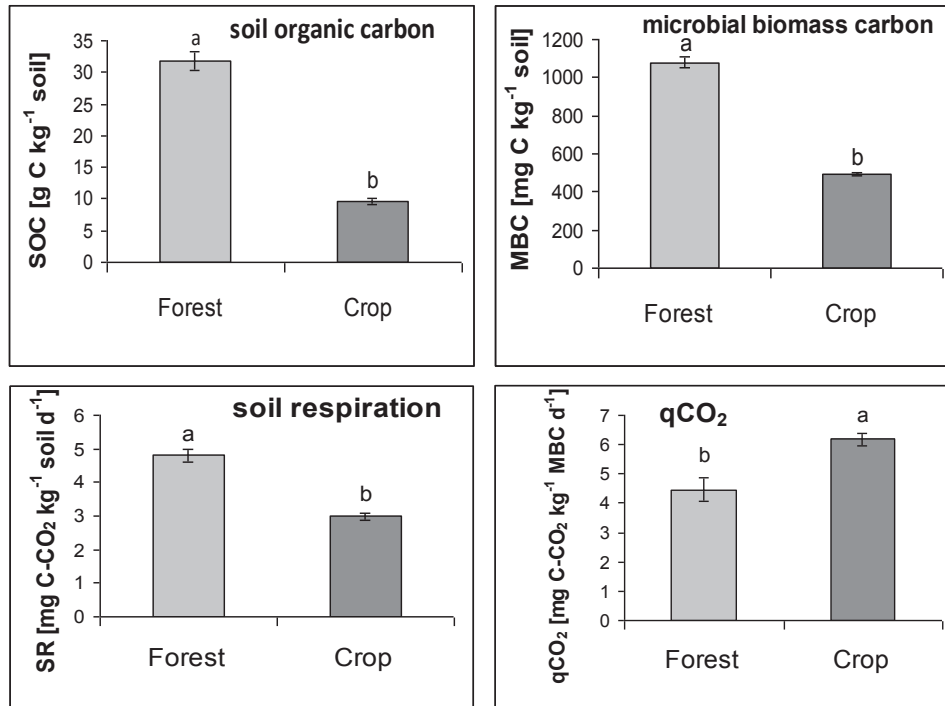 soil organic carbon
SOC [g C kg⁻¹ soil]
35
30
25
20
15
10
5
0
a
b
Forest Crop
microbial biomass carbon
MBC [mg C kg⁻¹ soil]
1200
1000
800
600
400
200
0
a
b
Forest Crop
soil respiration
SR [mg C-CO₂ kg⁻¹ soil d⁻¹]
6
5
4
3
2
1
0
a
b
Forest Crop
qCO₂
qCO₂ [mg C-CO₂ kg⁻¹ MBC d⁻¹]
7
6
5
4
3
2
1
0
b
a
Forest Crop